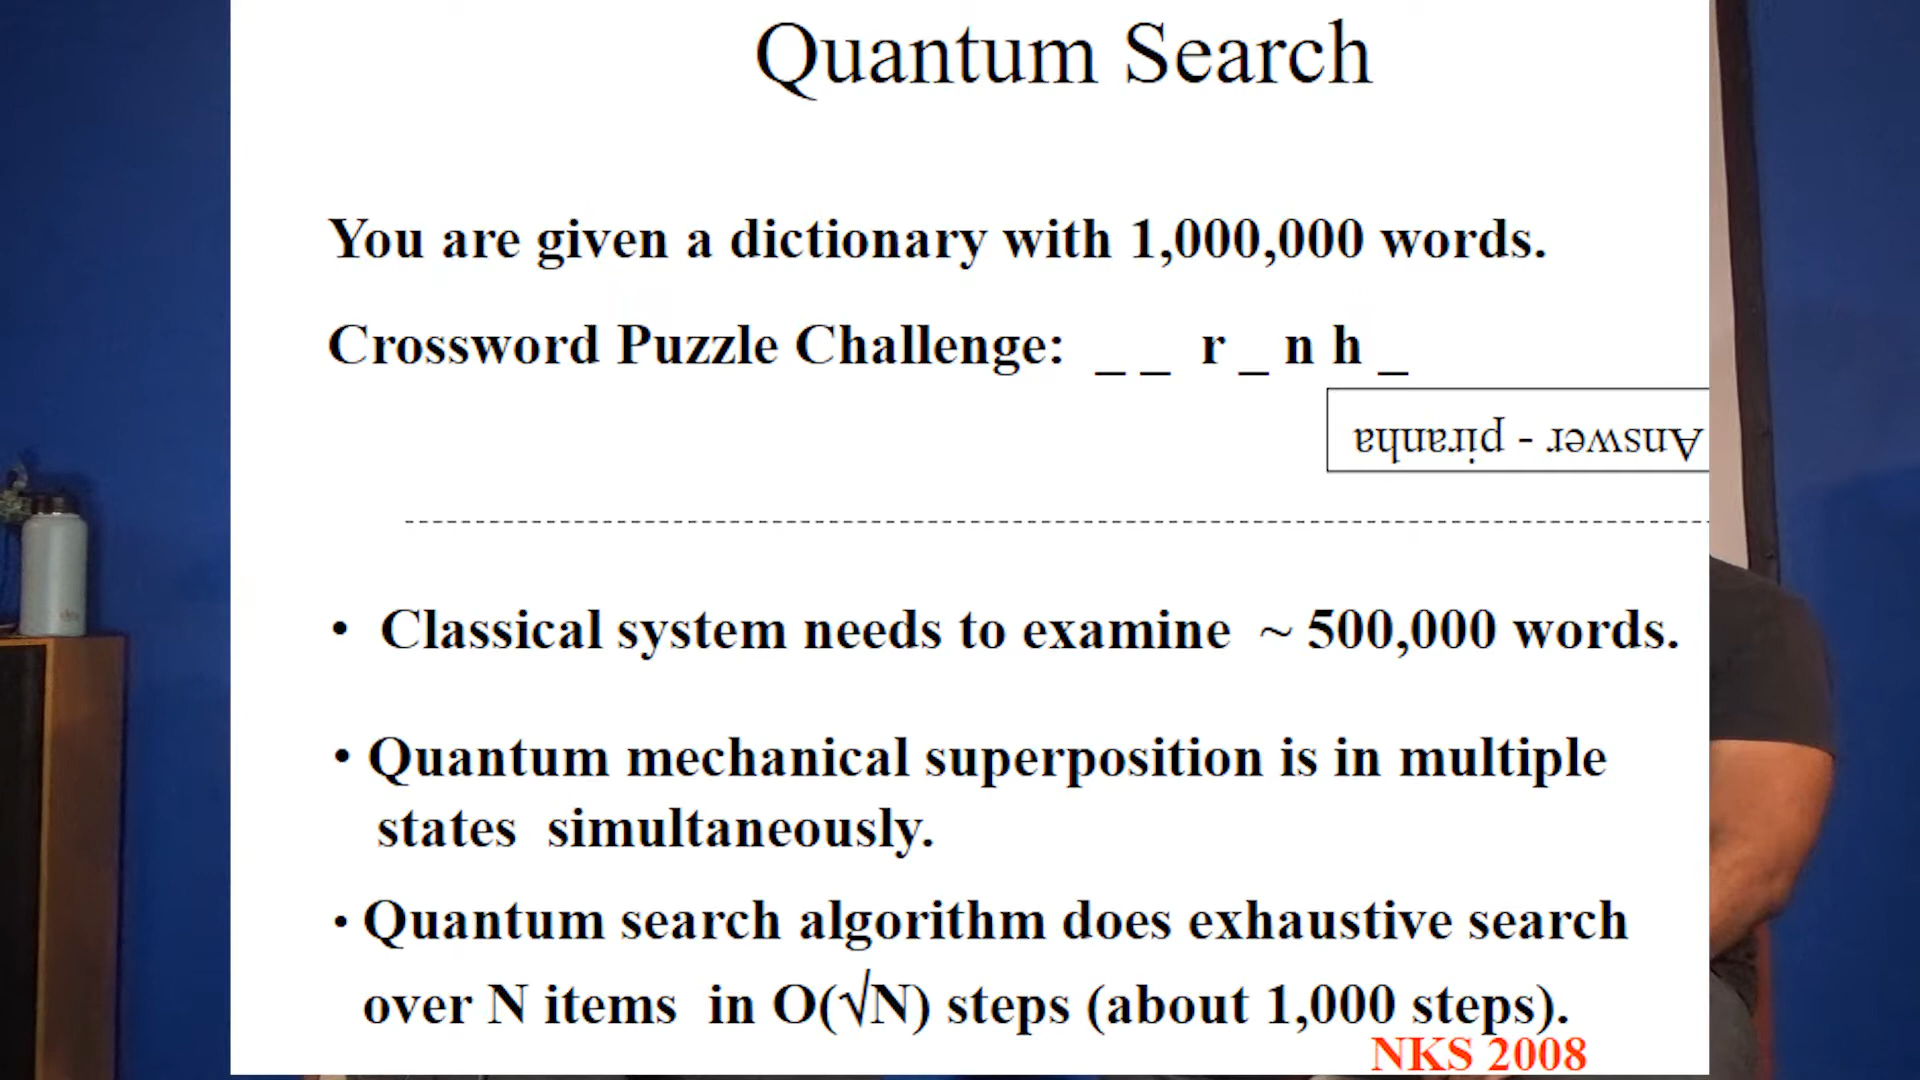 Quantum Search
You are given a dictionary with 1,000,000 words.
Crossword Puzzle Challenge: _ _ r _ n h _
Answer - piranha
• Classical system needs to examine ~ 500,000 words.
• Quantum mechanical superposition is in multiple
states simultaneously.
• Quantum search algorithm does exhaustive search
over N items in O(√N) steps (about 1,000 steps).
NKS 2008